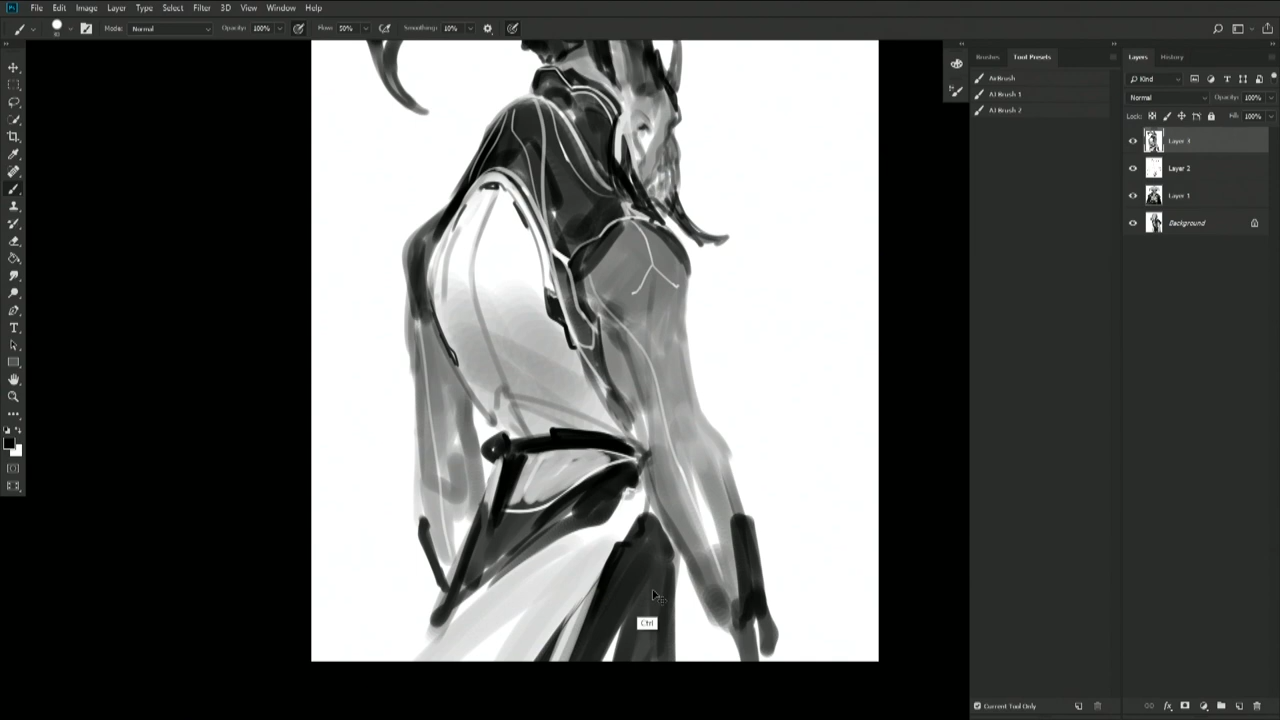 Ps File Edit Image Layer Type Select Filter 3D View Window Help
Mode: Normal Opacity: 100% Flow: 50% Smoothing: 10%
Brushes Tool Presets
AirBrush
AJ Brush 1
AJ Brush 2
Layers History
Kind
Normal Opacity: 100%
Lock: Fill: 100%
Layer 3
Layer 2
Layer 1
Background
Ctrl
Current Tool Only